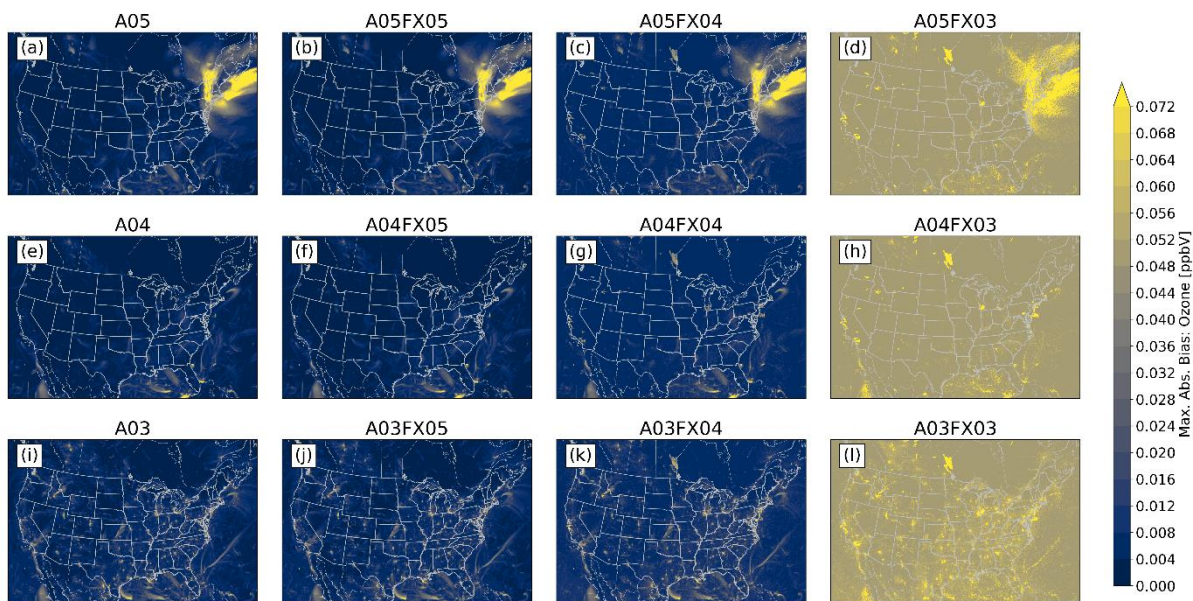 A05 A05FX05 A05FX04 A05FX03
(a) (b) (c) (d)
A04 A04FX05 A04FX04 A04FX03
(e) (f) (g) (h)
A03 A03FX05 A03FX04 A03FX03
(i) (j) (k) (l)
0.072
0.068
0.064
0.060
0.056
0.052
0.048
0.044
0.040
0.036
0.032
0.028
0.024
0.020
0.016
0.012
0.008
0.004
0.000
Max. Abs. Bias: Ozone [ppbV]